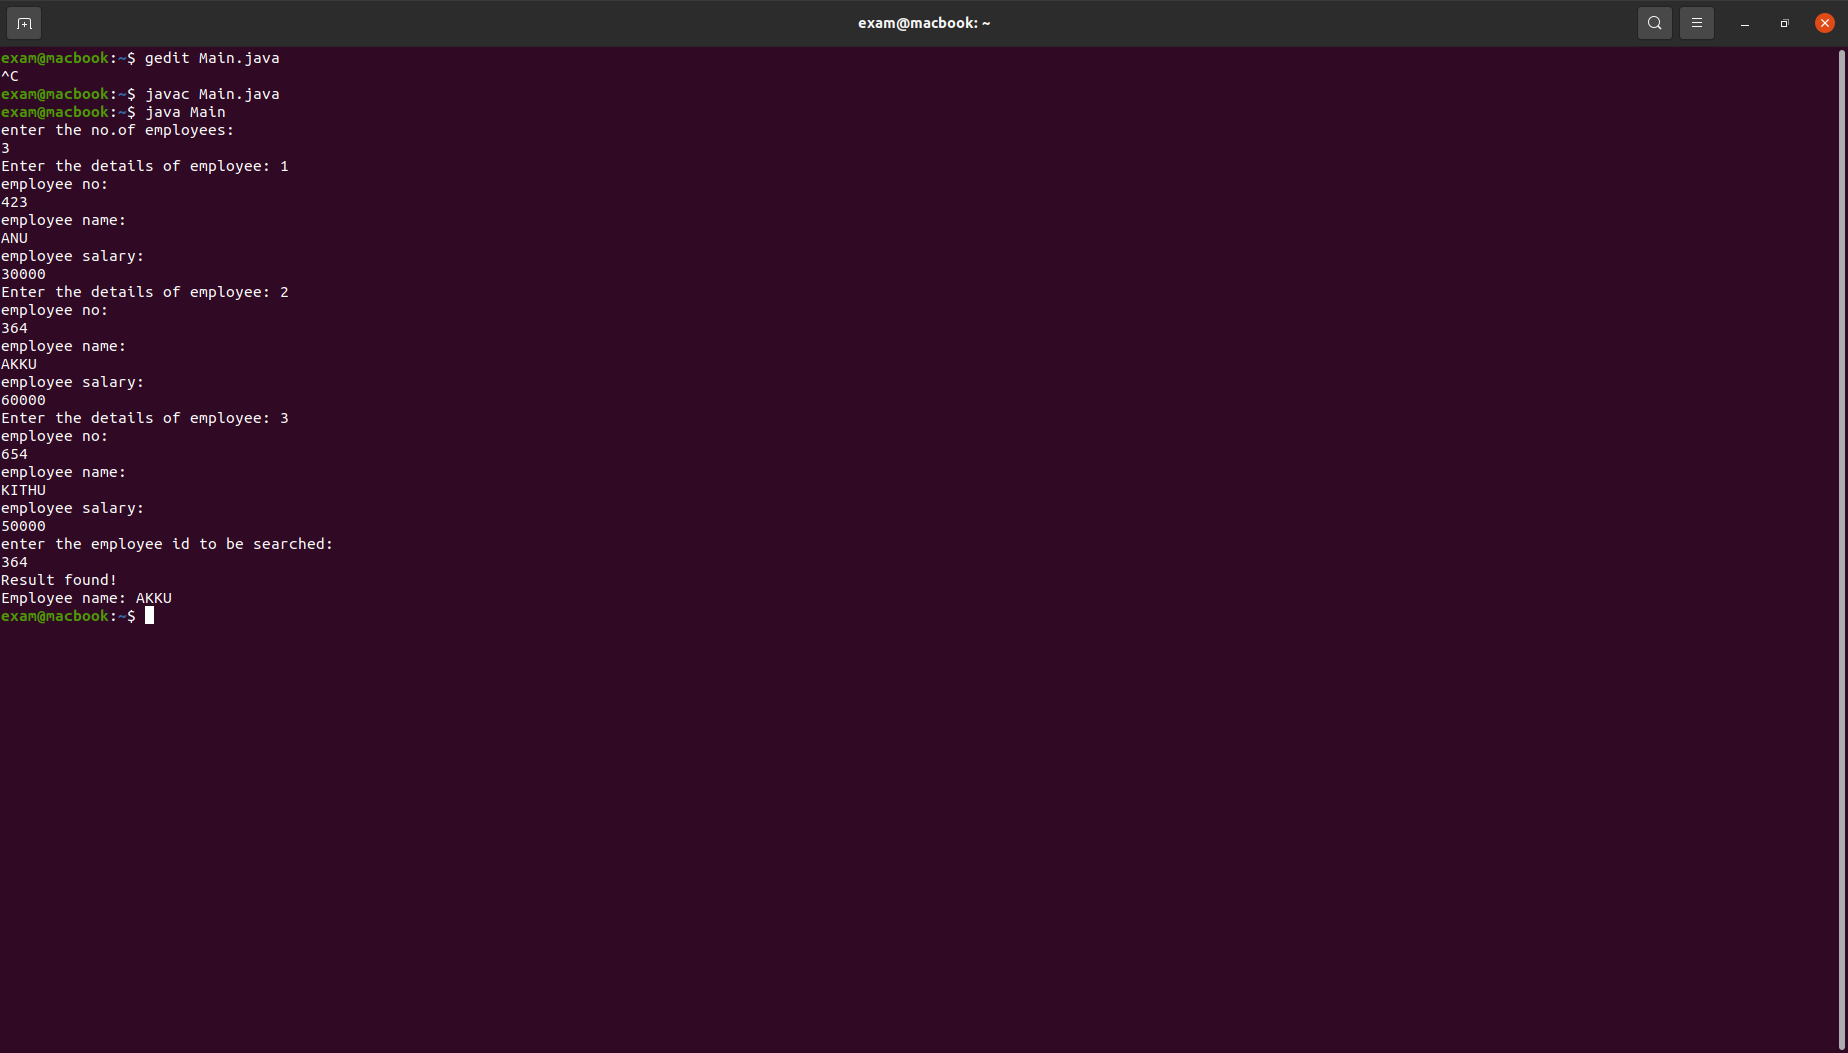 exam@macbook: ~
exam@macbook:~$ gedit Main.java
^C
exam@macbook:~$ javac Main.java
exam@macbook:~$ java Main
enter the no.of employees:
3
Enter the details of employee: 1
employee no:
423
employee name:
ANU
employee salary:
30000
Enter the details of employee: 2
employee no:
364
employee name:
AKKU
employee salary:
60000
Enter the details of employee: 3
employee no:
654
employee name:
KITHU
employee salary:
50000
enter the employee id to be searched:
364
Result found!
Employee name: AKKU
exam@macbook:~$